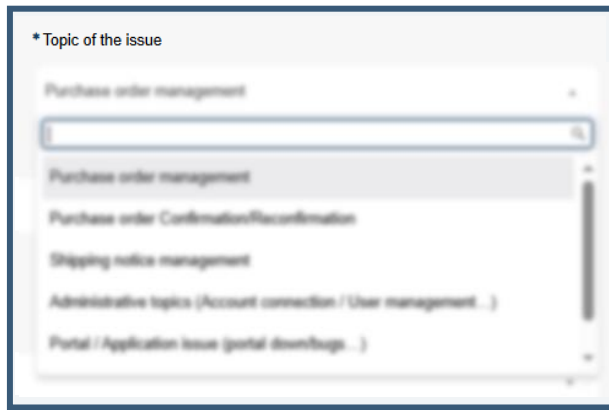 * Topic of the issue
Purchase order management
Purchase order management
Purchase order Confirmation/Reconfirmation
Shipping notice management
Administrative topics (Account connection / User management...)
Portal / Application issue (portal down/bugs...)